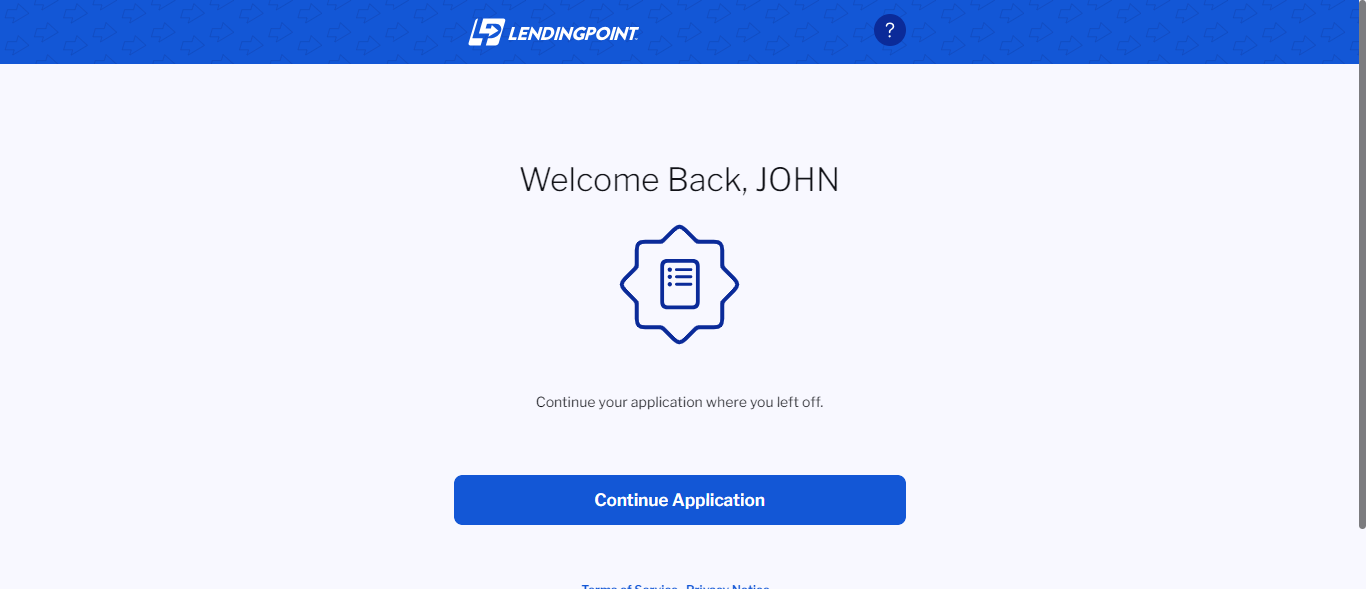 LENDINGPOINT.
?
Welcome Back, JOHN
Continue your application where you left off.
Continue Application
Terms of Service Privacy Notice